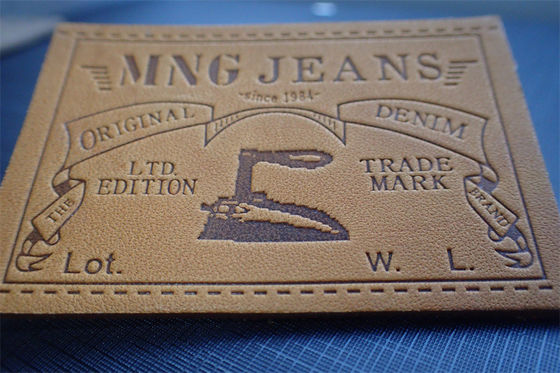 MNG JEANS
-since 1984-
ORIGINAL DENIM
LTD. EDITION
TRADE MARK
THE BRAND
Lot. W. L.